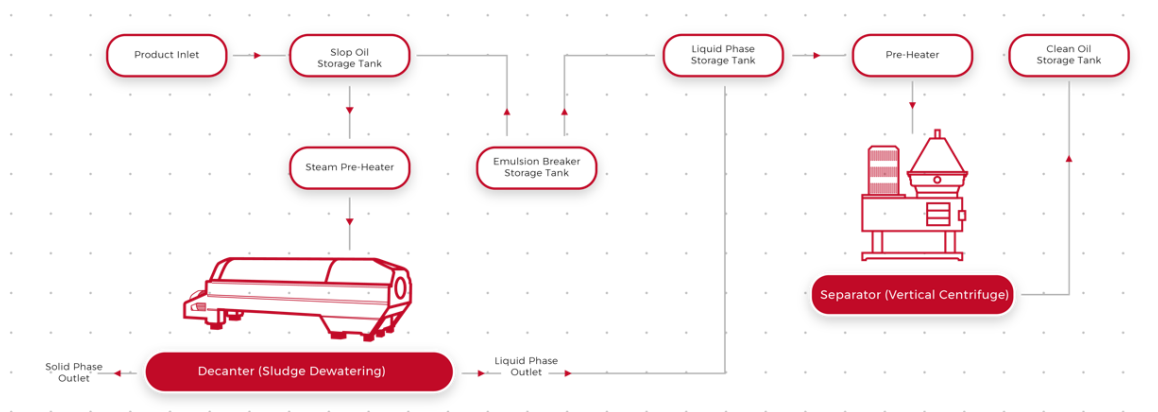 Product Inlet
Slop Oil
Storage Tank
Liquid Phase
Storage Tank
Pre-Heater
Clean Oil
Storage Tank
Steam Pre-Heater
Emulsion Breaker
Storage Tank
Separator (Vertical Centrifuge)
Solid Phase
Outlet
Decanter (Sludge Dewatering)
Liquid Phase
Outlet